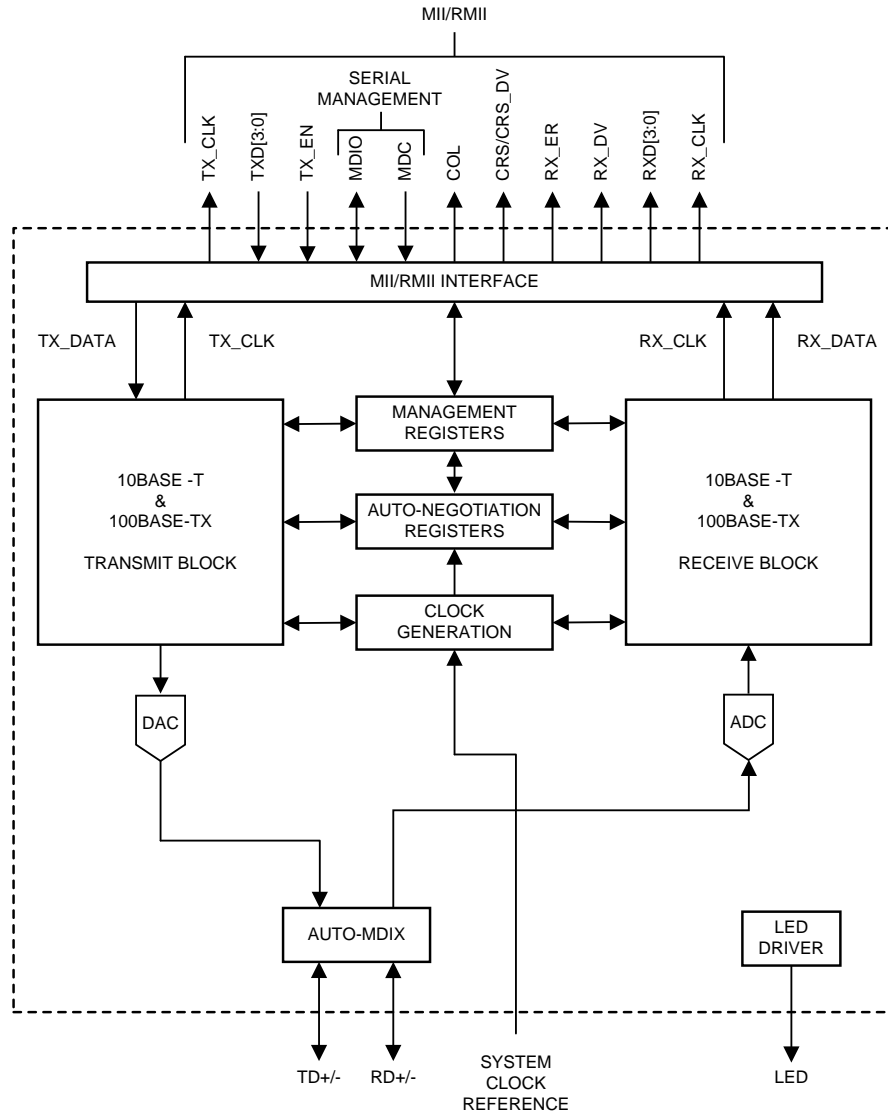 MII/RMII
SERIAL
MANAGEMENT
TX_CLK
TXD[3:0]
TX_EN
MDIO
MDC
COL
CRS/CRS_DV
RX_ER
RX_DV
RXD[3:0]
RX_CLK
MII/RMII INTERFACE
TX_DATA
TX_CLK
RX_CLK
RX_DATA
10BASE -T
&
100BASE-TX
TRANSMIT BLOCK
MANAGEMENT
REGISTERS
AUTO-NEGOTIATION
REGISTERS
CLOCK
GENERATION
10BASE -T
&
100BASE-TX
RECEIVE BLOCK
DAC
ADC
AUTO-MDIX
LED
DRIVER
TD+/-
RD+/-
SYSTEM
CLOCK
REFERENCE
LED